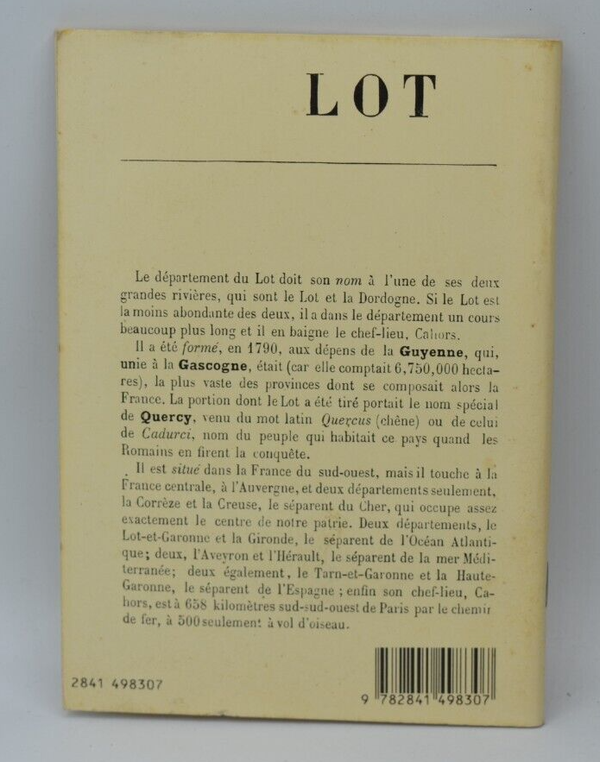 LOT
Le département du Lot doit son nom à l'une de ses deux
grandes rivières, qui sont le Lot et la Dordogne. Si le Lot est
la moins abondante des deux, il a dans le département un cours
beaucoup plus long et il en baigne le chef-lieu, Cahors.
Il a été formé, en 1790, aux dépens de la Guyenne, qui,
unie à la Gascogne, était (car elle comptait 6,750,000 hecta-
res), la plus vaste des provinces dont se composait alors la
France. La portion dont le Lot a été tiré portait le nom spécial
de Quercy, venu du mot latin Quercus (chêne) ou de celui
de Cadurci, nom du peuple qui habitait ce pays quand les
Romains en firent la conquête.
Il est situé dans la France du sud-ouest, mais il touche à la
France centrale, à l'Auvergne, et deux départements seulement,
la Corrèze et la Creuse, le séparent du Cher, qui occupe assez
exactement le centre de notre patrie. Deux départements, le
Lot-et-Garonne et la Gironde, le séparent de l'Océan Atlanti-
que; deux, l'Aveyron et l'Hérault, le séparent de la mer Médi-
terranée; deux également, le Tarn-et-Garonne et la Haute-
Garonne, le séparent de l'Espagne; enfin son chef-lieu, Ca-
hors, est à 658 kilomètres sud-sud-ouest de Paris par le chemin
de fer, à 500 seulement à vol d'oiseau.
2841 498307
9 782841 498307